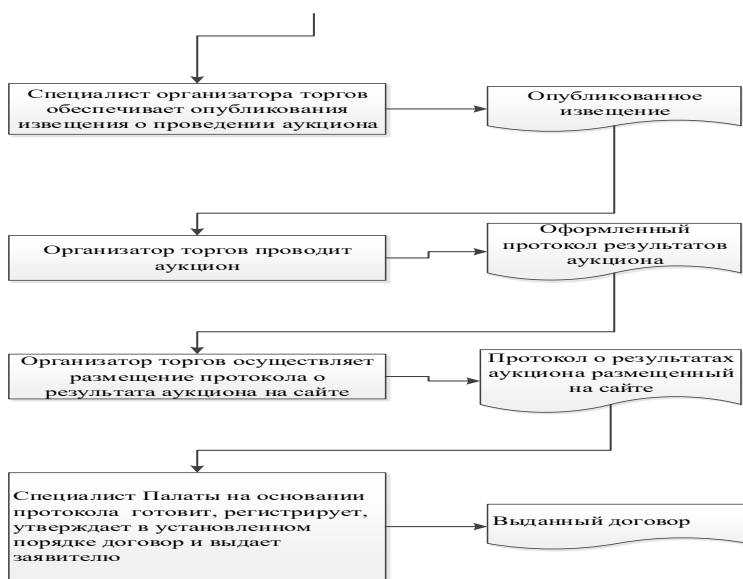 Специалист организатора торгов
обеспечивает опубликования
извещения о проведении аукциона
Опубликованное
извещение
Организатор торгов проводит
аукцион
Оформленный
протокол результатов
аукциона
Организатор торгов осуществляет
размещение протокола о
результата аукциона на сайте
Протокол о результатах
аукциона размещенный
на сайте
Специалист Палаты на основании
протокола готовит, регистрирует,
утверждает в установленном
порядке договор и выдает
заявителю
Выданный договор